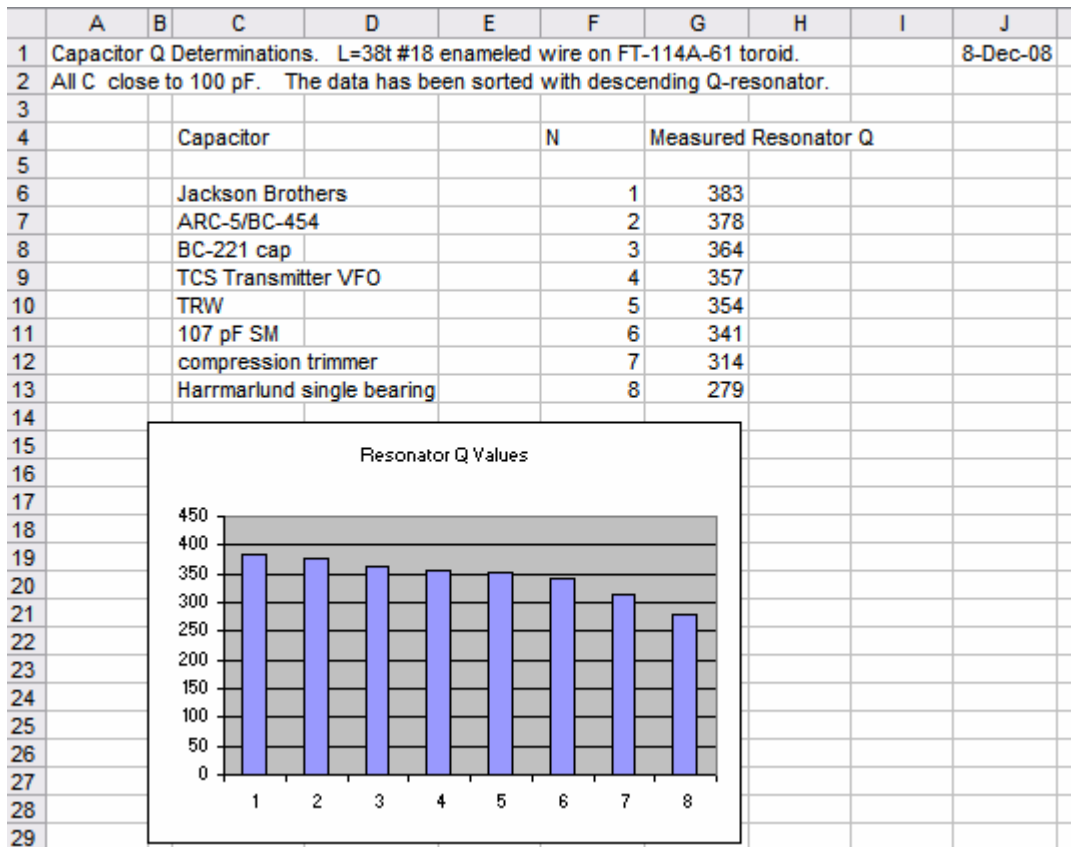 A B C D E F G H I J
1 Capacitor Q Determinations. L=38t #18 enameled wire on FT-114A-61 toroid. 8-Dec-08
2 All C close to 100 pF. The data has been sorted with descending Q-resonator.
3
4 Capacitor N Measured Resonator Q
5
6 Jackson Brothers 1 383
7 ARC-5/BC-454 2 378
8 BC-221 cap 3 364
9 TCS Transmitter VFO 4 357
10 TRW 5 354
11 107 pF SM 6 341
12 compression trimmer 7 314
13 Harrmarlund single bearing 8 279
14
15
16
17
18
19
20
21
22
23
24
25
26
27
28
29
Resonator Q Values
450
400
350
300
250
200
150
100
50
0
1 2 3 4 5 6 7 8